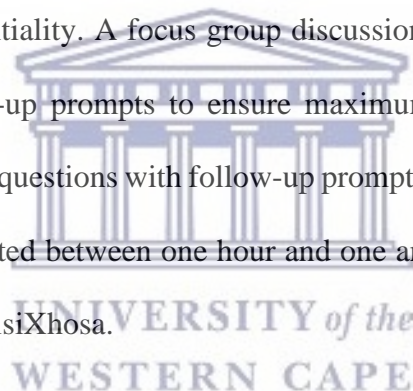 tiality. A focus group discussion
-up prompts to ensure maximum
questions with follow-up prompt
ted between one hour and one ar
isiXhosa.
UNIVERSITY of the
WESTERN CAPE